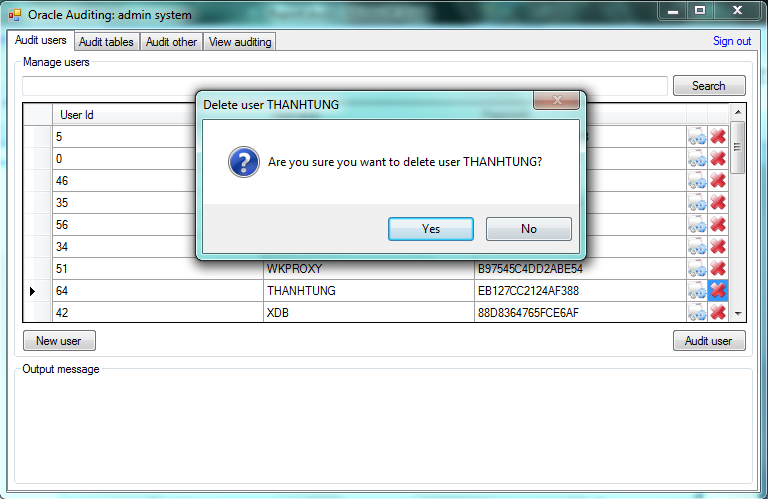 Oracle Auditing: admin system
Audit users Audit tables Audit other View auditing Sign out
Manage users
Search
User Id
5
0
46
35
56
34
51 WKPROXY B97545C4DD2ABE54
64 THANHTUNG EB127CC2124AF388
42 XDB 88D8364765FCE6AF
Delete user THANHTUNG
Are you sure you want to delete user THANHTUNG?
Yes No
New user Audit user
Output message